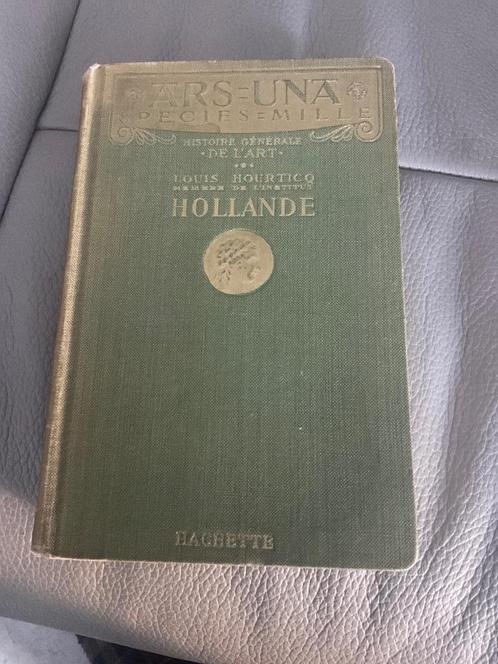 ARS=UNA
SPECIES=MILLE
HISTOIRE GÉNÉRALE
·DE L'ART·
LOUIS HOURTICQ
MEMBRE DE L'INSTITUT
HOLLANDE
HACHETTE